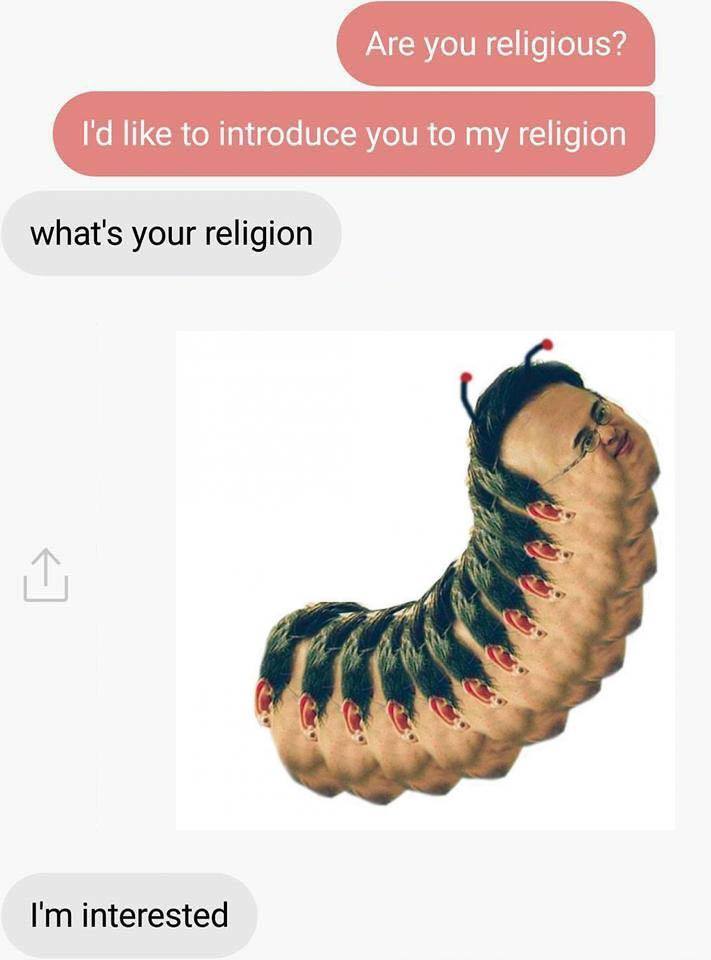 Are you religious?
I'd like to introduce you to my religion
what's your religion
I'm interested